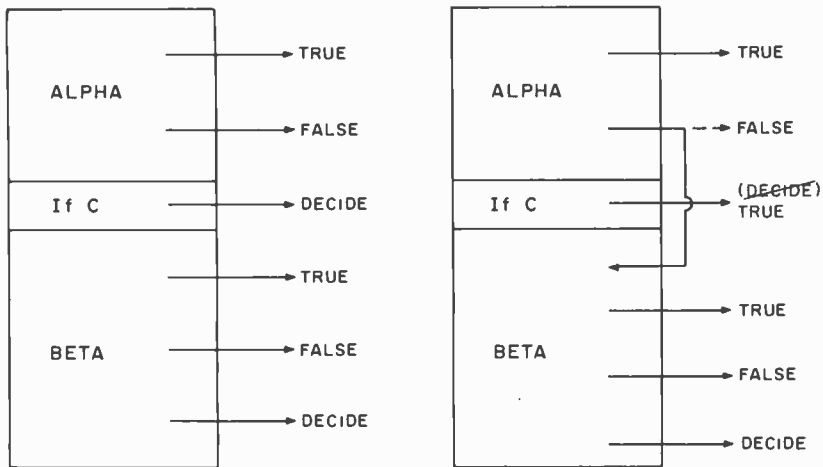 ALPHA
TRUE
FALSE
If C
DECIDE
BETA
TRUE
FALSE
DECIDE
ALPHA
TRUE
FALSE
If C
(DECIDE)
TRUE
BETA
TRUE
FALSE
DECIDE